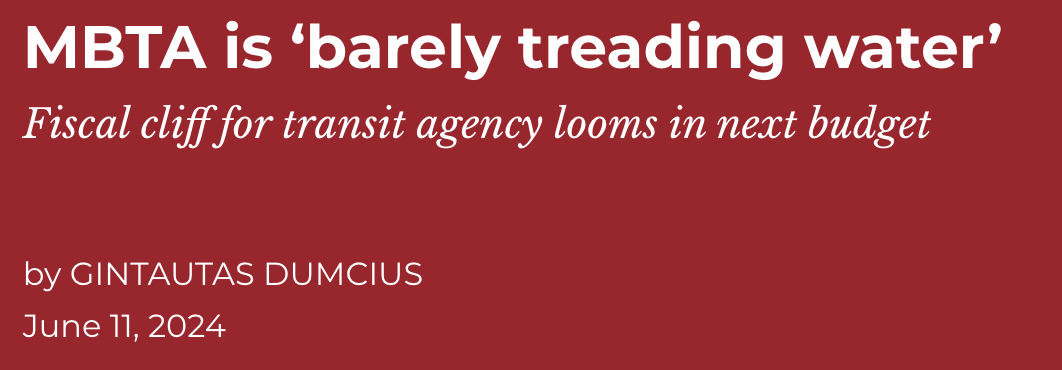 MBTA is ‘barely treading water’
Fiscal cliff for transit agency looms in next budget
by GINTAUTAS DUMCIUS
June 11, 2024